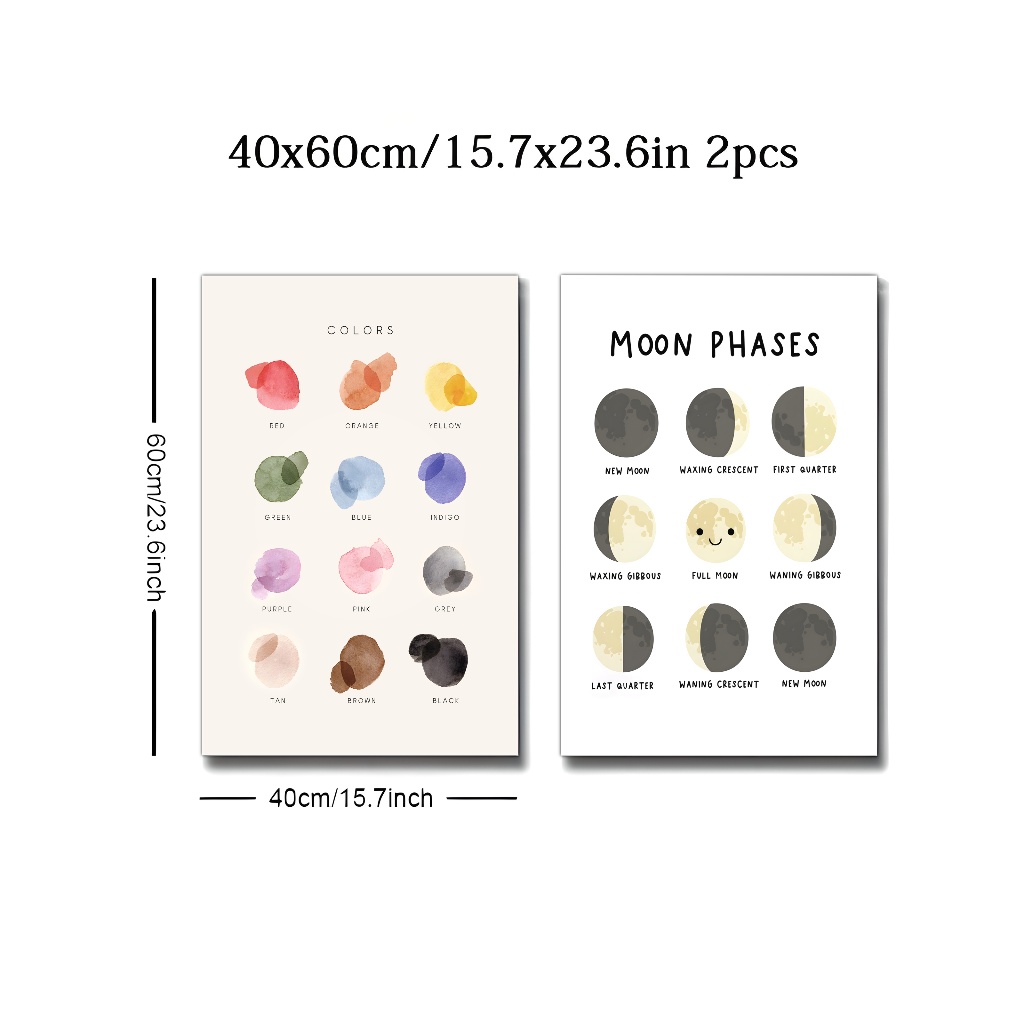 40x60cm/15.7x23.6in 2pcs
COLORS
RED ORANGE YELLOW
GREEN BLUE INDIGO
PURPLE PINK GREY
TAN BROWN BLACK
MOON PHASES
NEW MOON WAXING CRESCENT FIRST QUARTER
WAXING GIBBOUS FULL MOON WANING GIBBOUS
LAST QUARTER WANING CRESCENT NEW MOON
60cm/23.6inch
40cm/15.7inch